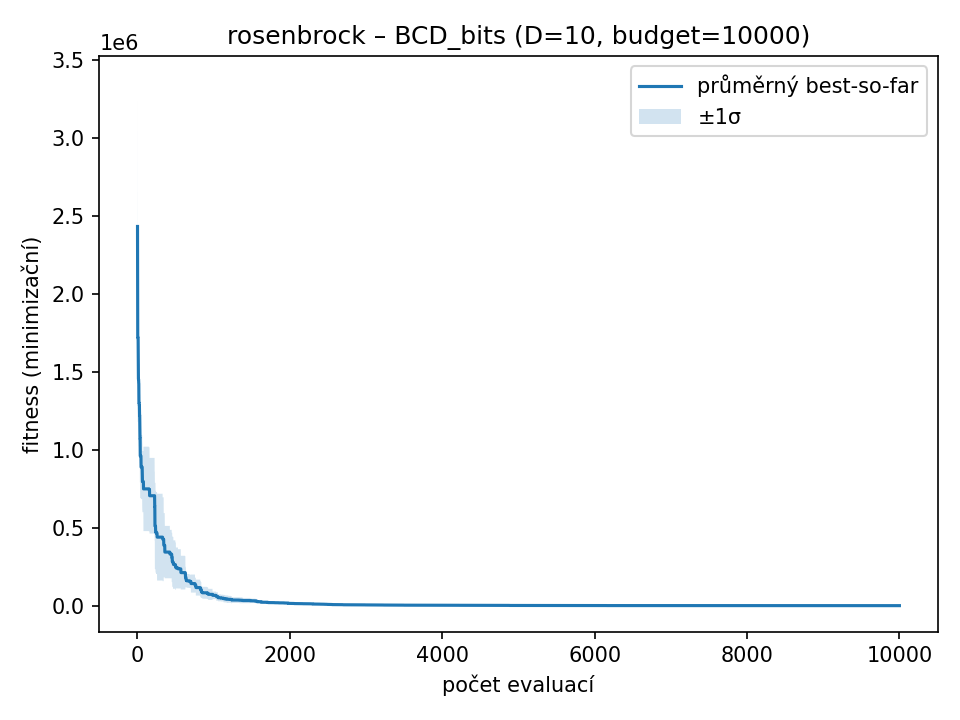 rosenbrock – BCD_bits (D=10, budget=10000)
1e6
průměrný best-so-far
±1σ
fitness (minimizační)
3.5
3.0
2.5
2.0
1.5
1.0
0.5
0.0
0 2000 4000 6000 8000 10000
počet evaluací